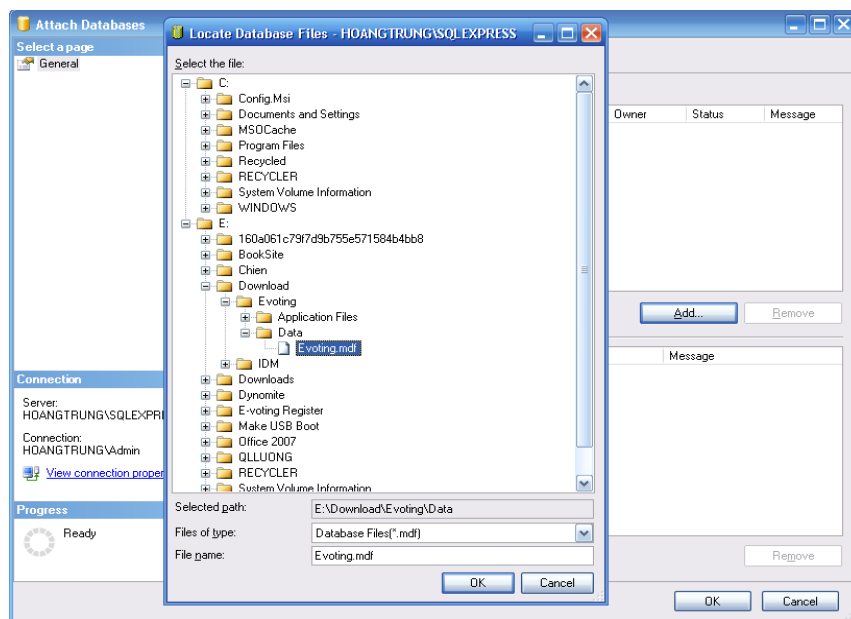 Attach Databases
Select a page
General
Connection
Server:
HOANGTRUNG\SQLEXPRE
Connection:
HOANGTRUNG\Admin
View connection proper
Progress
Ready
Locate Database Files - HOANGTRUNG\SQLEXPRESS
Select the file:
C:
Config.Msi
Documents and Settings
MSOCache
Program Files
Recycled
RECYCLER
System Volume Information
WINDOWS
E:
160a061c79f7d9b755e571584b4bb8
BookSite
Chien
Download
Evoting
Application Files
Data
Evoting.mdf
IDM
Downloads
Dynomite
E-voting Register
Make USB Boot
Office 2007
QLLUONG
RECYCLER
System Volume Information
Selected path: E:\Download\Evoting\Data
Files of type: Database Files(*.mdf)
File name: Evoting.mdf
OK Cancel
Owner Status Message
Add... Remove
Message
Remove
OK Cancel